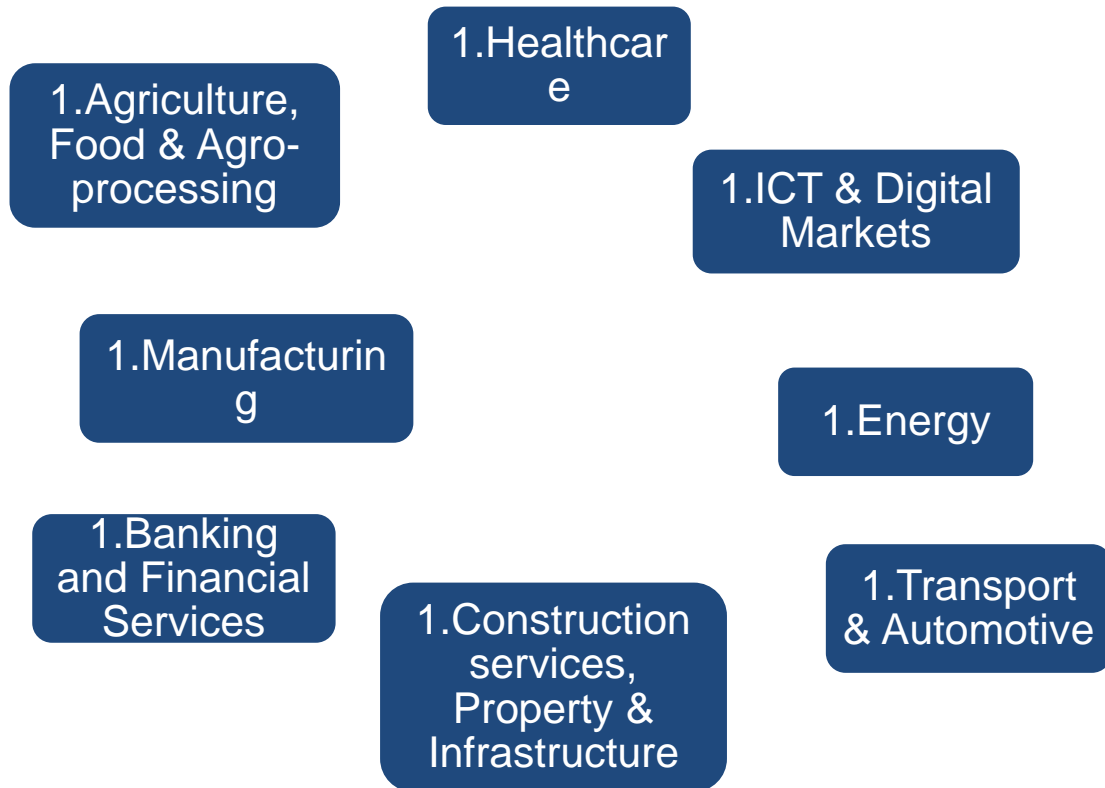 1.Healthcar
e
1.Agriculture,
Food & Agro-
processing
1.ICT & Digital
Markets
1.Manufacturin
g
1.Energy
1.Banking
and Financial
Services
1.Transport
& Automotive
1.Construction
services,
Property &
Infrastructure